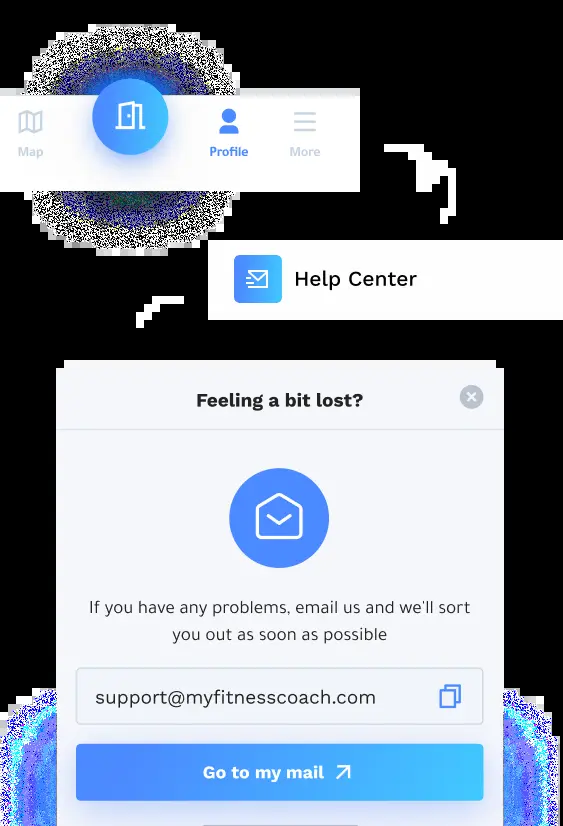 Map
Profile
More
Help Center
Feeling a bit lost?
If you have any problems, email us and we'll sort
you out as soon as possible
support@myfitnesscoach.com
Go to my mail